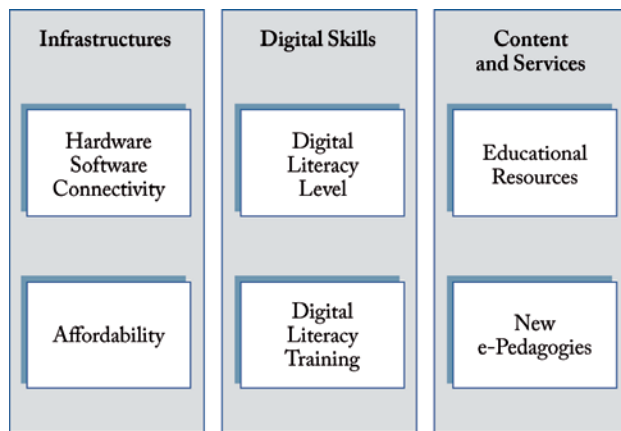 Infrastructures
Hardware
Software
Connectivity
Affordability
Digital Skills
Digital
Literacy
Level
Digital
Literacy
Training
Content
and Services
Educational
Resources
New
e-Pedagogies